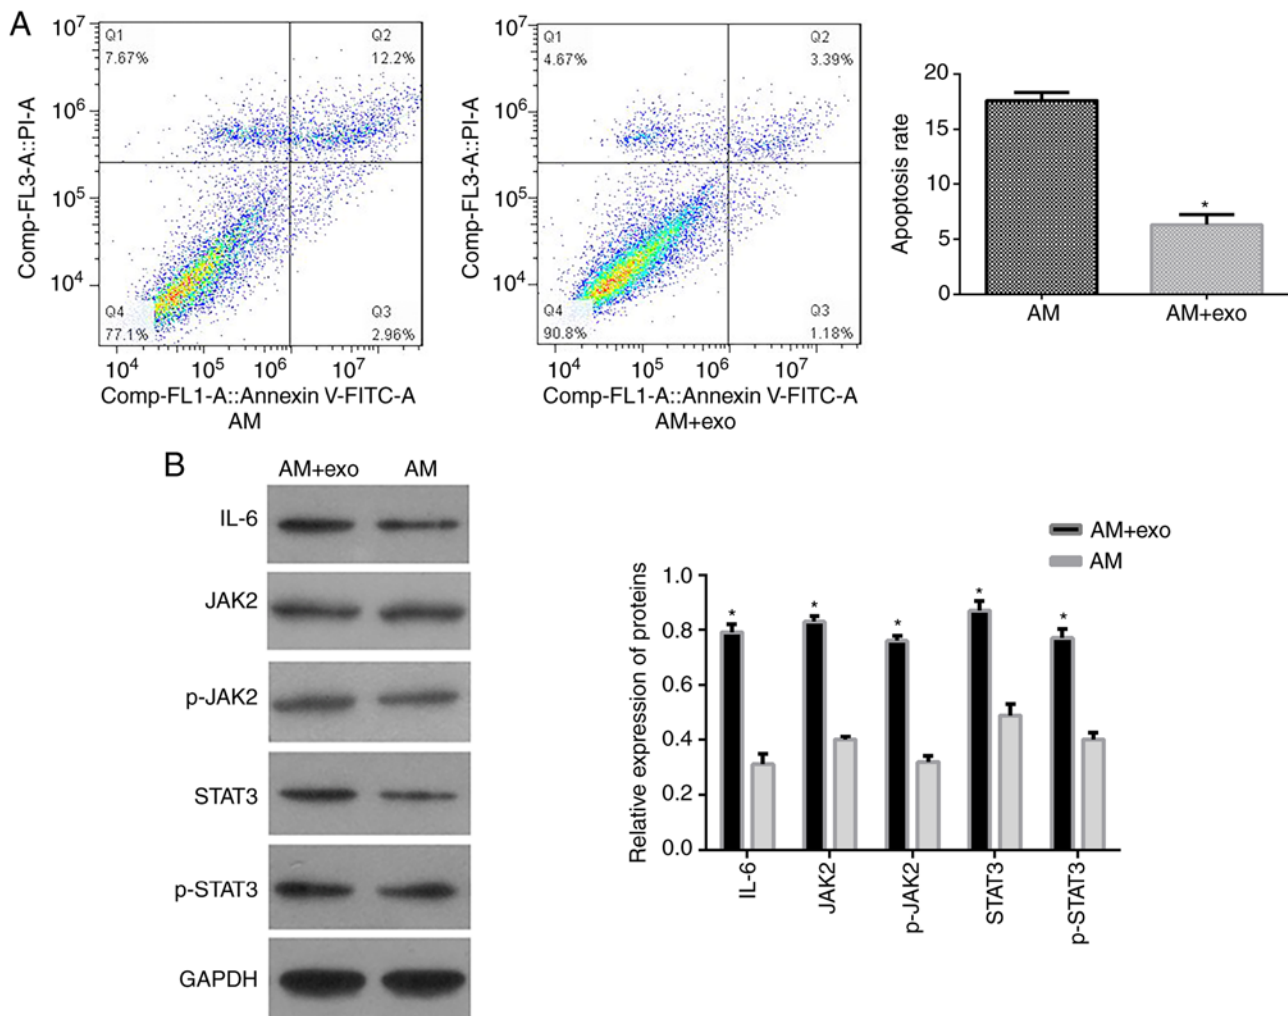 A
Comp-FL3-A::PI-A
10⁷
10⁶
10⁵
10⁴
Q1
7.67%
Q2
12.2%
Q4
77.1%
Q3
2.96%
10⁴ 10⁵ 10⁶ 10⁷
Comp-FL1-A::Annexin V-FITC-A
AM
Comp-FL3-A::PI-A
10⁷
10⁶
10⁵
10⁴
Q1
4.67%
Q2
3.39%
Q4
90.8%
Q3
1.18%
10⁴ 10⁵ 10⁶ 10⁷
Comp-FL1-A::Annexin V-FITC-A
AM+exo
Apoptosis rate
20
15
10
5
0
*
AM AM+exo
B
AM+exo AM
IL-6
JAK2
p-JAK2
STAT3
p-STAT3
GAPDH
AM+exo
AM
Relative expression of proteins
1.0
0.8
0.6
0.4
0.2
0.0
* * * * *
IL-6
JAK2
p-JAK2
STAT3
p-STAT3